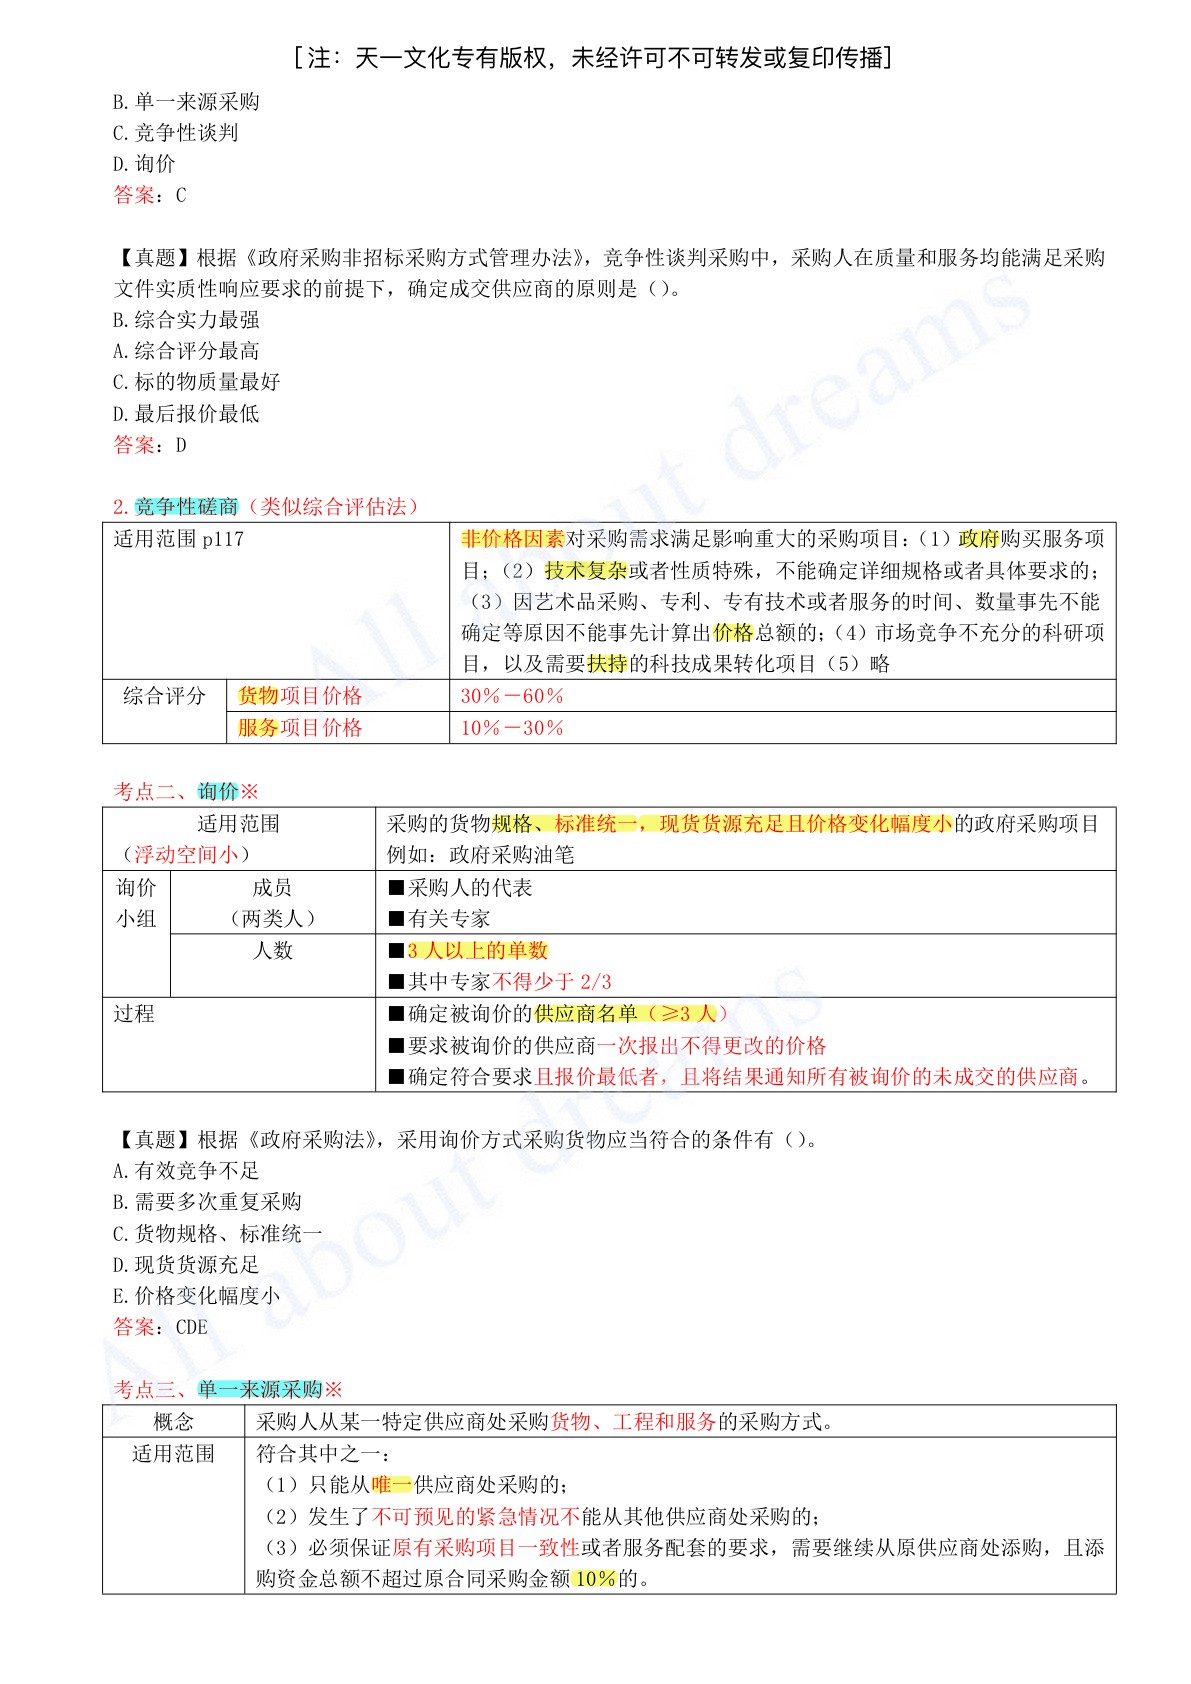 [注：天一文化专有版权，未经许可不可转发或复印传播]
B.单一来源采购
C.竞争性谈判
D.询价
答案：C
【真题】根据《政府采购非招标采购方式管理办法》，竞争性谈判采购中，采购人在质量和服务均能满足采购
文件实质性响应要求的前提下，确定成交供应商的原则是（）。
B.综合实力最强
A.综合评分最高
C.标的物质量最好
D.最后报价最低
答案：D
2.竞争性磋商（类似综合评估法）
适用范围 p117
非价格因素对采购需求满足影响重大的采购项目：（1）政府购买服务项
目；（2）技术复杂或者性质特殊，不能确定详细规格或者具体要求的；
（3）因艺术品采购、专利、专有技术或者服务的时间、数量事先不能
确定等原因不能事先计算出价格总额的；（4）市场竞争不充分的科研项
目，以及需要扶持的科技成果转化项目（5）略
综合评分
货物项目价格
30％－60％
服务项目价格
10％－30％
考点二、询价※
适用范围
（浮动空间小）
采购的货物规格、标准统一，现货货源充足且价格变化幅度小的政府采购项目
例如：政府采购油笔
询价
小组
成员
（两类人）
■采购人的代表
■有关专家
人数
■3 人以上的单数
■其中专家不得少于 2/3
过程
■确定被询价的供应商名单（≥3 人）
■要求被询价的供应商一次报出不得更改的价格
■确定符合要求且报价最低者，且将结果通知所有被询价的未成交的供应商。
【真题】根据《政府采购法》，采用询价方式采购货物应当符合的条件有（）。
A.有效竞争不足
B.需要多次重复采购
C.货物规格、标准统一
D.现货货源充足
E.价格变化幅度小
答案：CDE
考点三、单一来源采购※
概念
采购人从某一特定供应商处采购货物、工程和服务的采购方式。
适用范围
符合其中之一：
（1）只能从唯一供应商处采购的；
（2）发生了不可预见的紧急情况不能从其他供应商处采购的；
（3）必须保证原有采购项目一致性或者服务配套的要求，需要继续从原供应商处添购，且添
购资金总额不超过原合同采购金额 10％的。
All about dreams
All about dreams